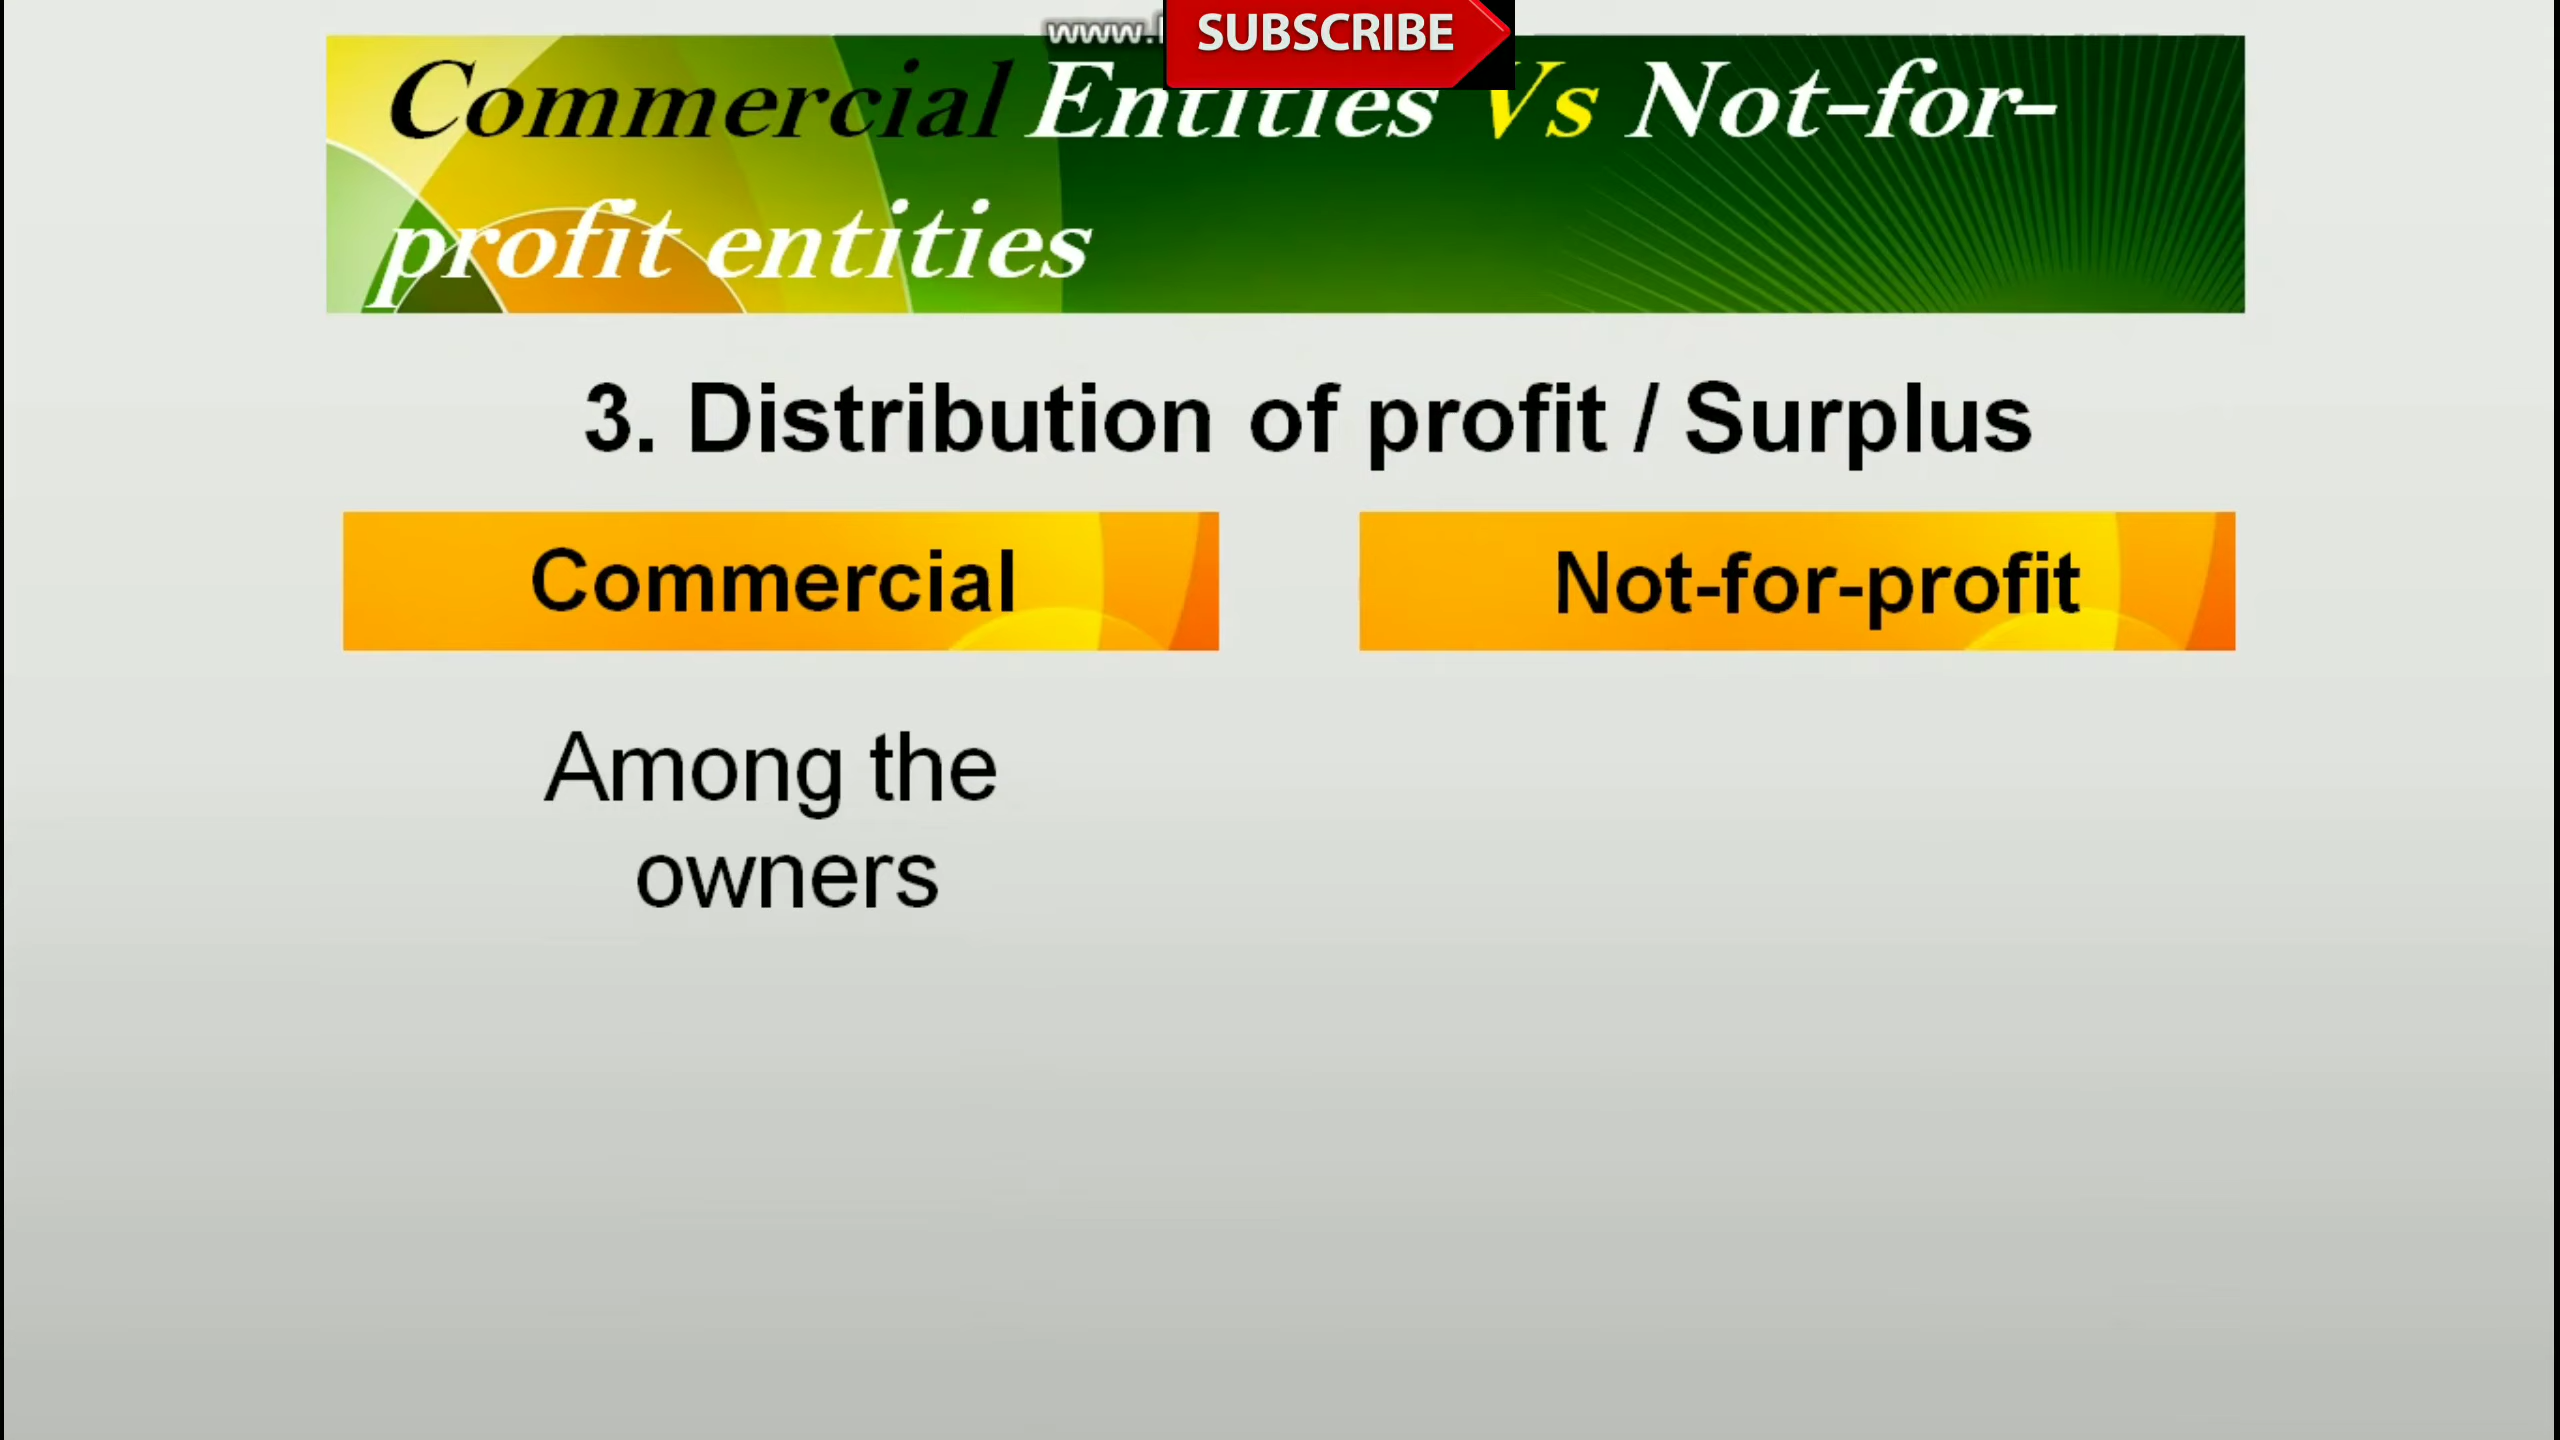 www.
SUBSCRIBE
Commercial Entities Vs Not-for-
profit entities
3. Distribution of profit / Surplus
Commercial
Not-for-profit
Among the
owners